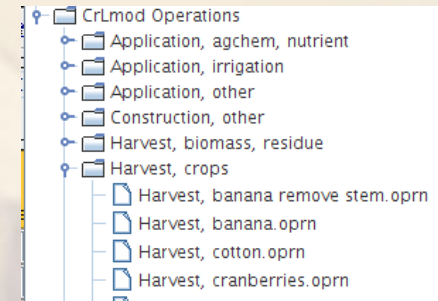 CrLmod Operations
Application, agchem, nutrient
Application, irrigation
Application, other
Construction, other
Harvest, biomass, residue
Harvest, crops
Harvest, banana remove stem.oprn
Harvest, banana.oprn
Harvest, cotton.oprn
Harvest, cranberries.oprn